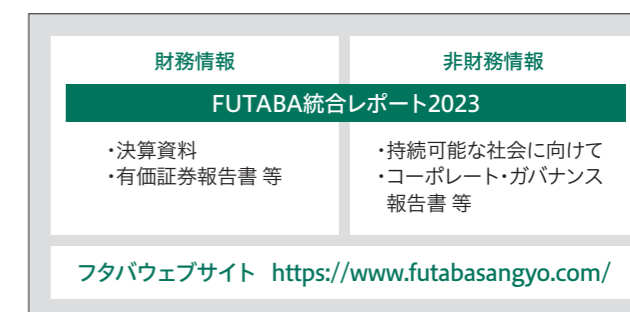 財務情報
非財務情報
FUTABA統合レポート2023
・決算資料
・有価証券報告書 等
・持続可能な社会に向けて
・コーポレート・ガバナンス
報告書 等
フタバウェブサイト https://www.futabasangyo.com/